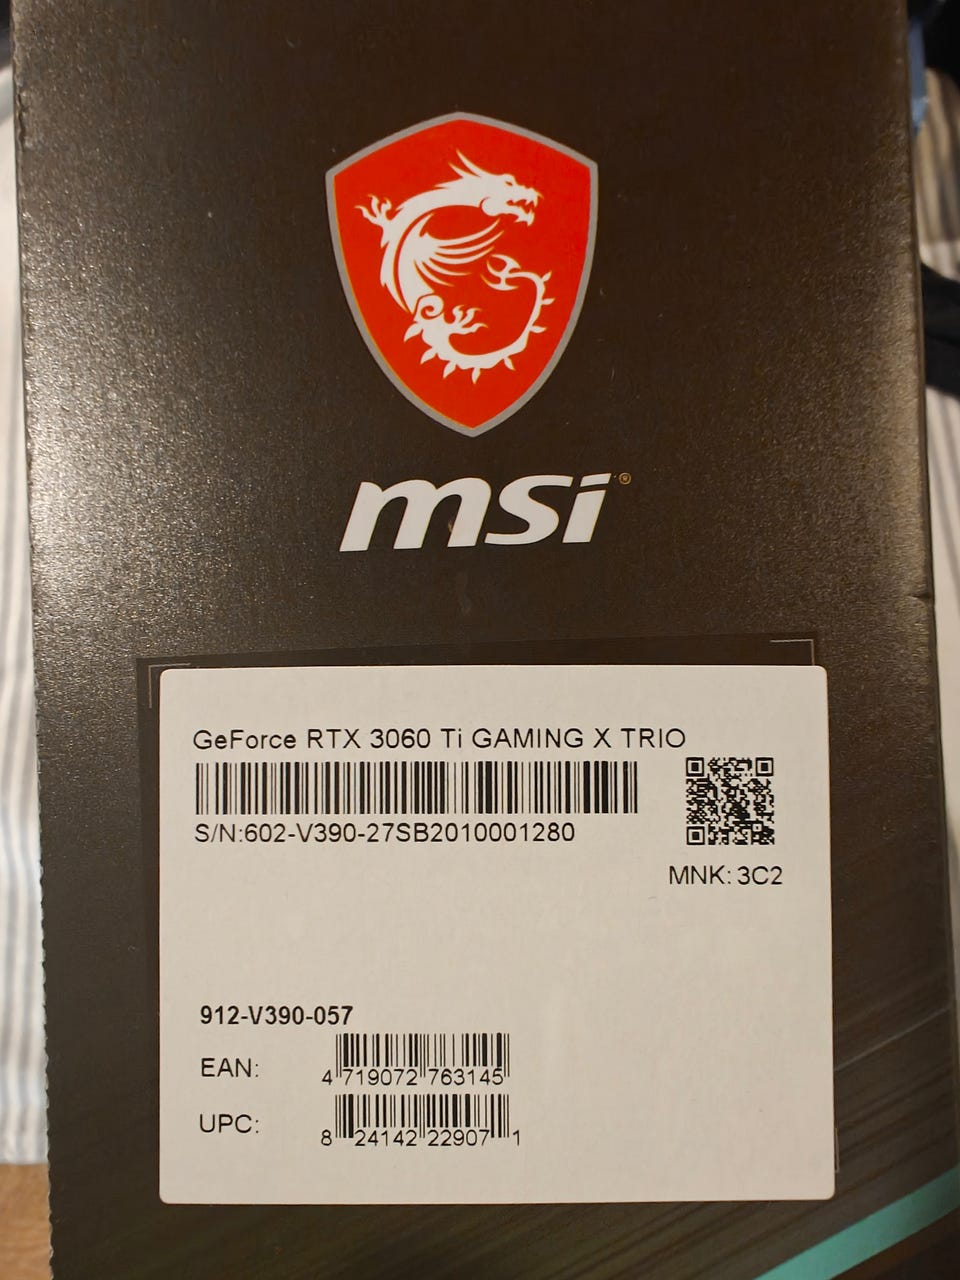 msi®
GeForce RTX 3060 Ti GAMING X TRIO
S/N:602-V390-27SB2010001280
MNK: 3C2
912-V390-057
EAN:
4 719072 763145
UPC:
8 24142 22907 1